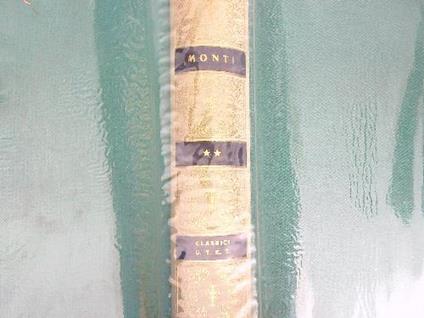 MONTI
★★
CLASSICI
U. T. E. T.